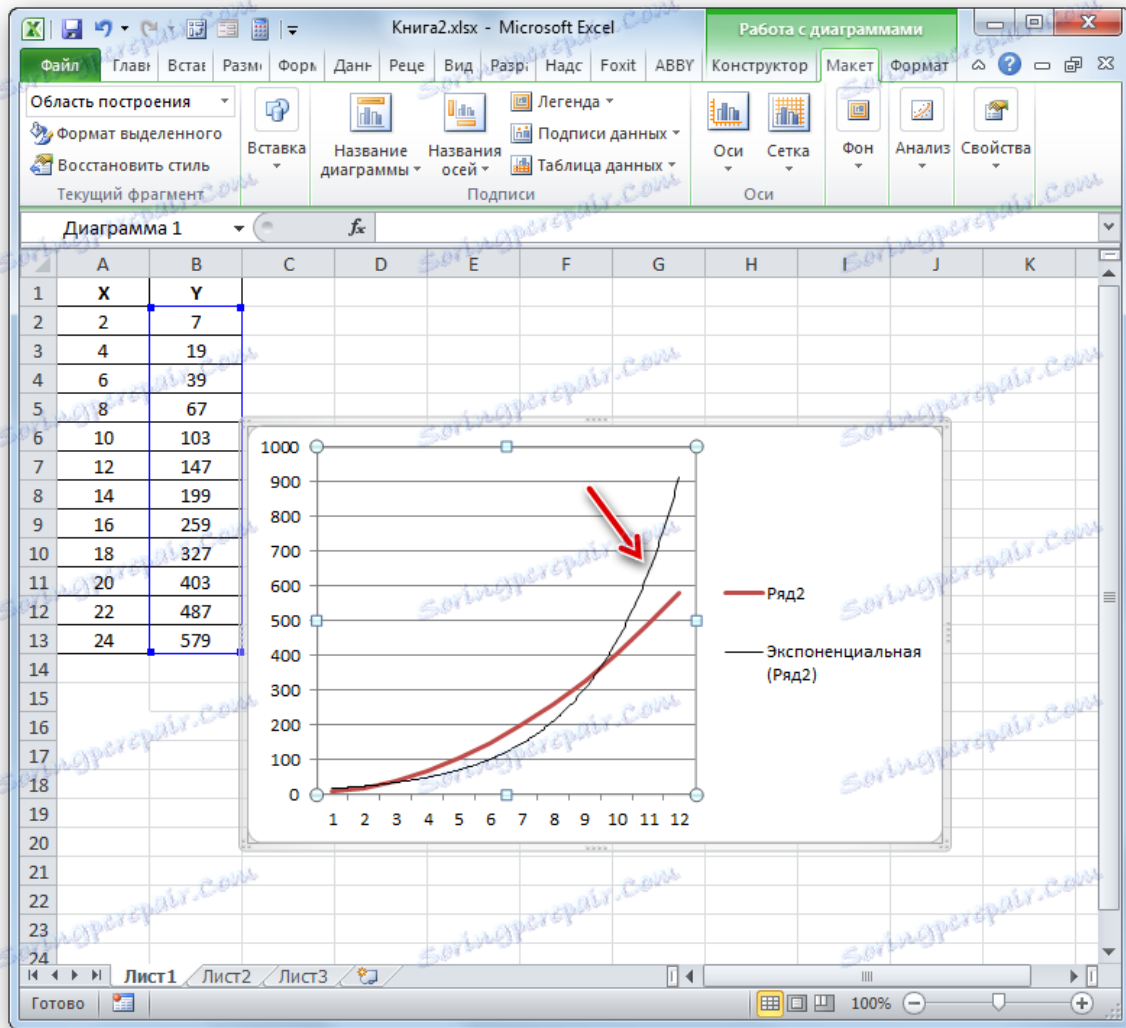 Книга2.xlsx - Microsoft Excel
Работа с диаграммами
Файл Главн Встав Разм Форм Данн Реце Вид Разр Надс Foxit ABBY Конструктор Макет Формат
Область построения
Формат выделенного
Восстановить стиль
Текущий фрагмент
Вставка
Название диаграммы
Названия осей
Легенда
Подписи данных
Таблица данных
Подписи
Оси
Сетка
Оси
Фон
Анализ
Свойства
Диаграмма 1
fx
A B C D E F G H I J K
1 X Y
2 2 7
3 4 19
4 6 39
5 8 67
6 10 103
7 12 147
8 14 199
9 16 259
10 18 327
11 20 403
12 22 487
13 24 579
14
15
16
17
18
19
20
21
22
23
24
1000
900
800
700
600
500
400
300
200
100
0
1 2 3 4 5 6 7 8 9 10 11 12
Ряд2
Экспоненциальная
(Ряд2)
Лист1 Лист2 Лист3
Готово
100%
Soringpcrepair.Com